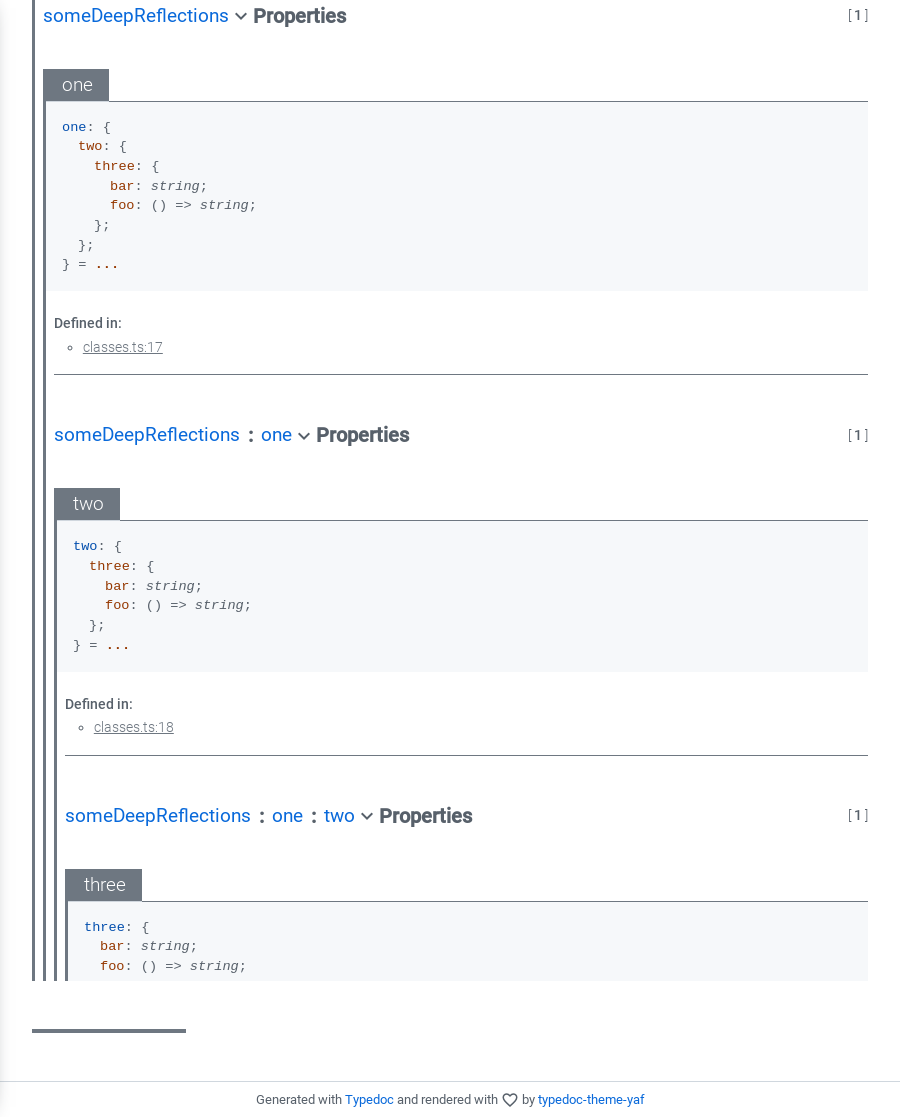 someDeepReflections Properties [ 1 ]
one
one: {
two: {
three: {
bar: string;
foo: () => string;
};
};
} = ...
Defined in:
classes.ts:17
someDeepReflections : one Properties [ 1 ]
two
two: {
three: {
bar: string;
foo: () => string;
};
} = ...
Defined in:
classes.ts:18
someDeepReflections : one : two Properties [ 1 ]
three
three: {
bar: string;
foo: () => string;
Generated with Typedoc and rendered with by typedoc-theme-yaf